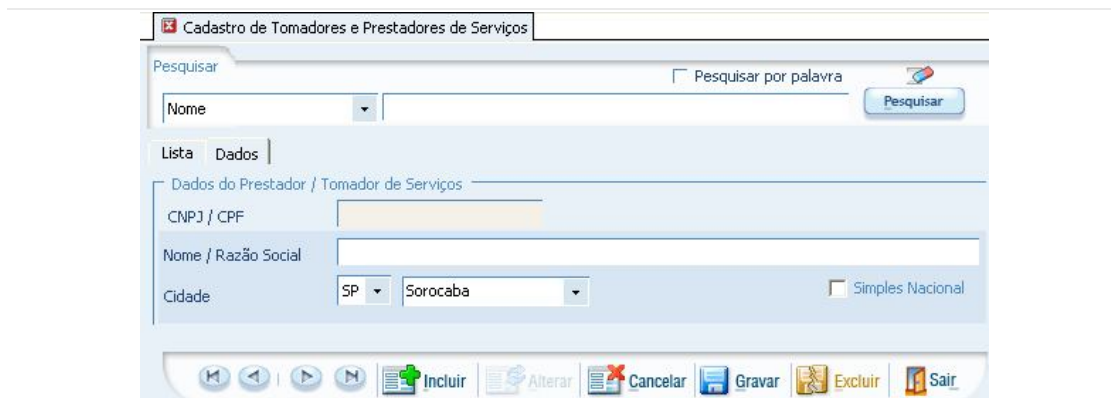 Cadastro de Tomadores e Prestadores de Serviços
Pesquisar
Pesquisar por palavra
Nome
Pesquisar
Lista Dados
Dados do Prestador / Tomador de Serviços
CNPJ / CPF
Nome / Razão Social
Cidade SP Sorocaba Simples Nacional
Incluir Alterar Cancelar Gravar Excluir Sair